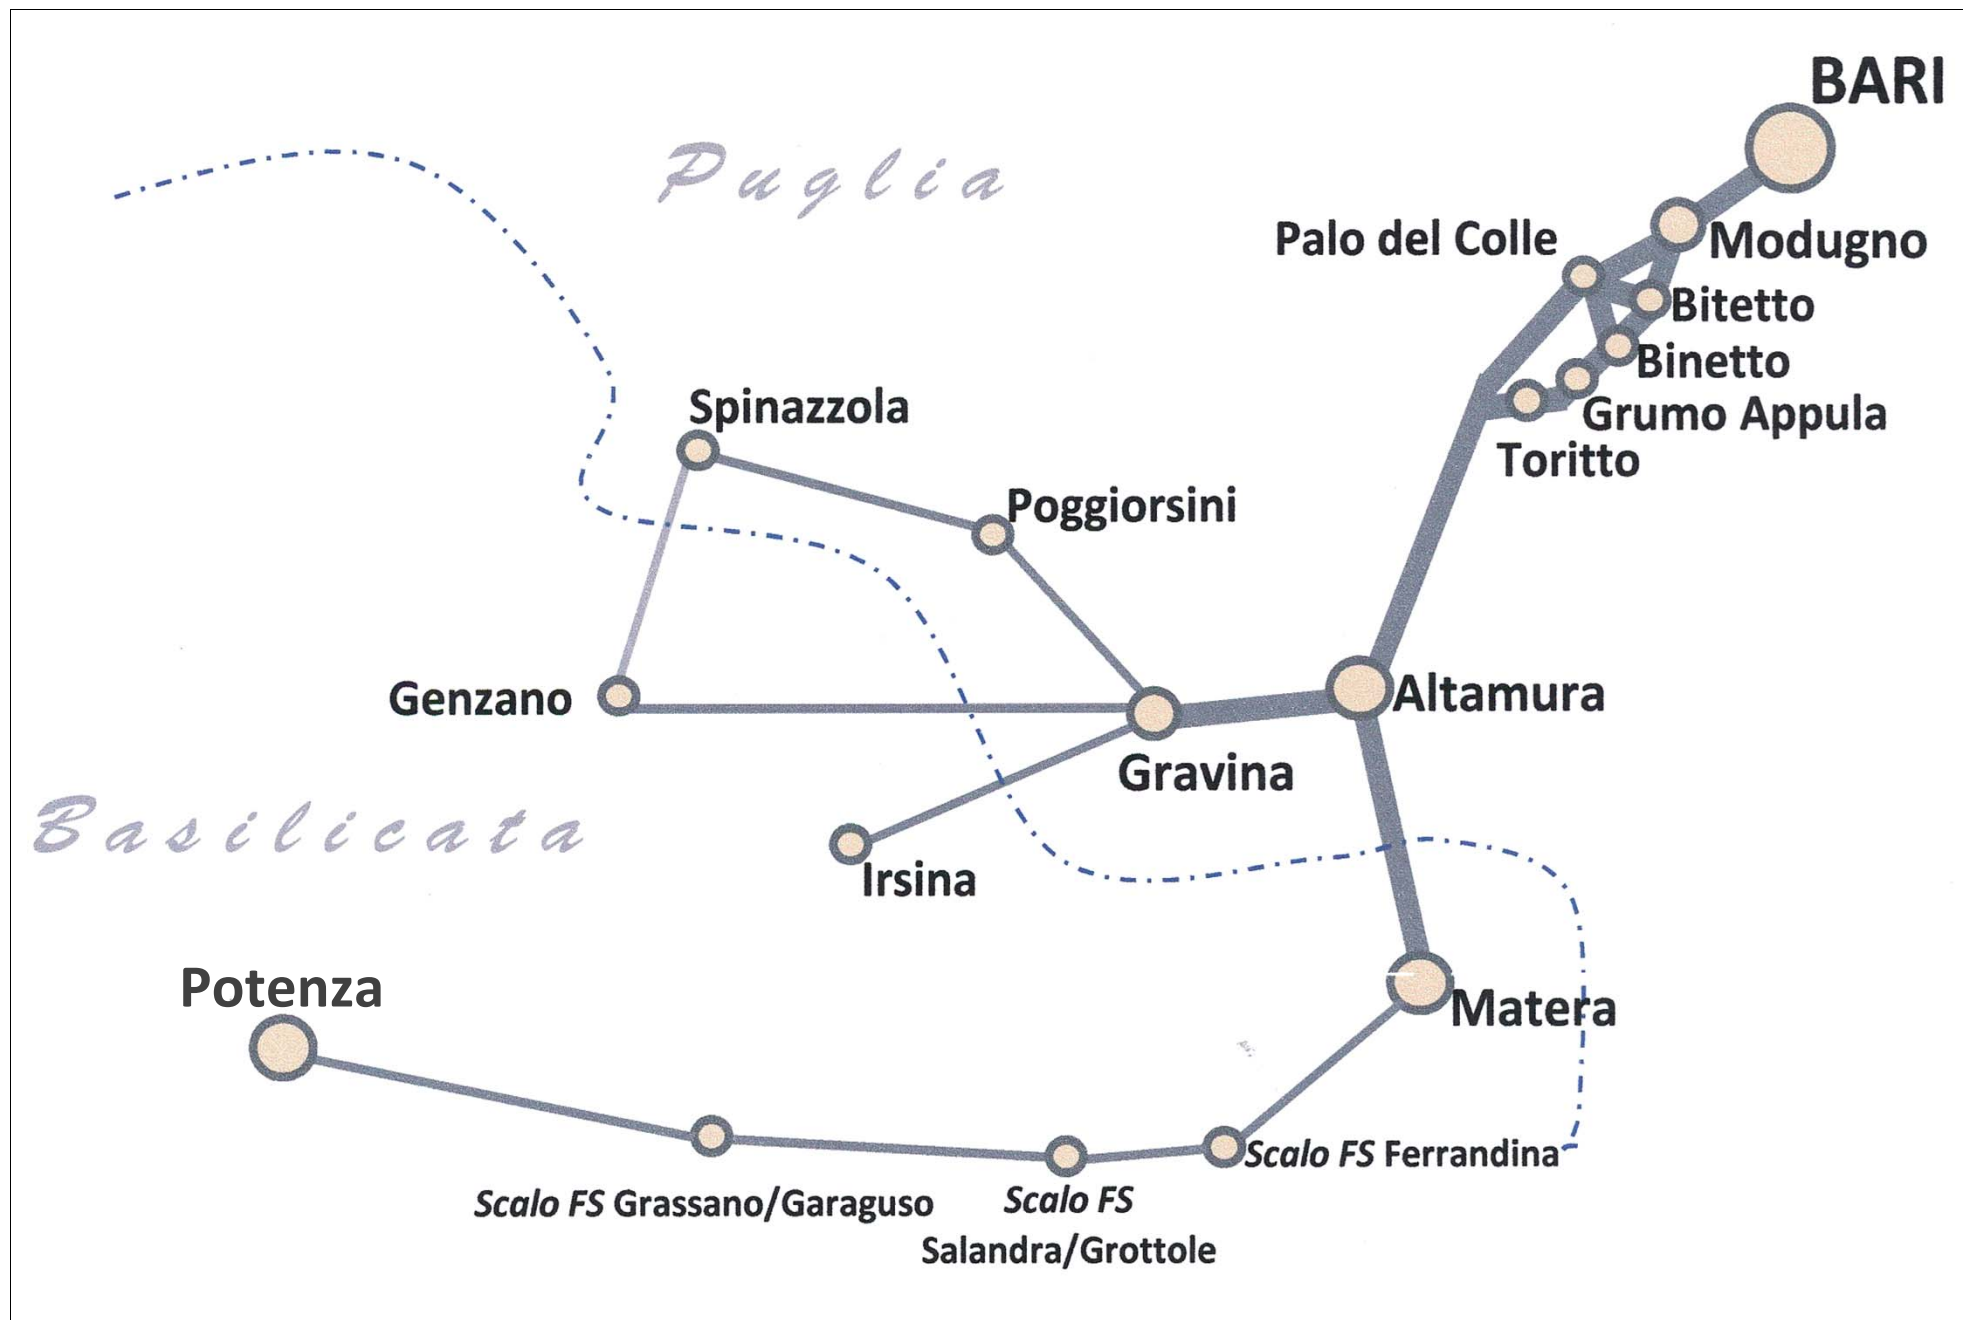 BARI
Puglia
Palo del Colle
Modugno
Bitetto
Binetto
Spinazzola
Grumo Appula
Toritto
Poggiorsini
Genzano
Altamura
Gravina
Basilicata
Irsina
Potenza
Matera
Scalo FS Ferrandina
Scalo FS Grassano/Garaguso
Scalo FS
Salandra/Grottole